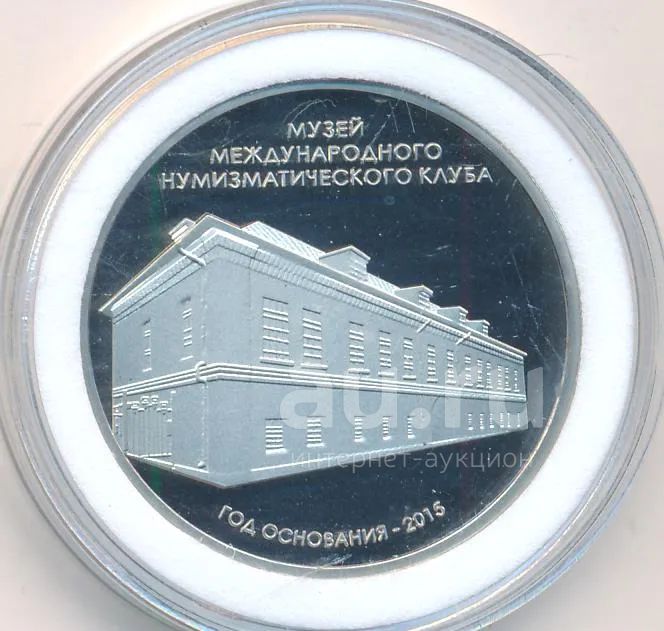 МУЗЕЙ
МЕЖДУНАРОДНОГО
НУМИЗМАТИЧЕСКОГО КЛУБА
au.ru
интернет-аукцион
ГОД ОСНОВАНИЯ - 2015